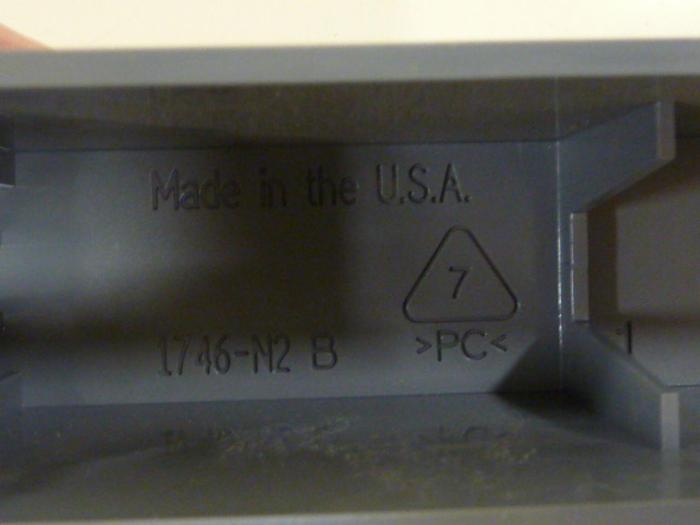 Made in the U.S.A.
7
1746-N2 B
>PC<